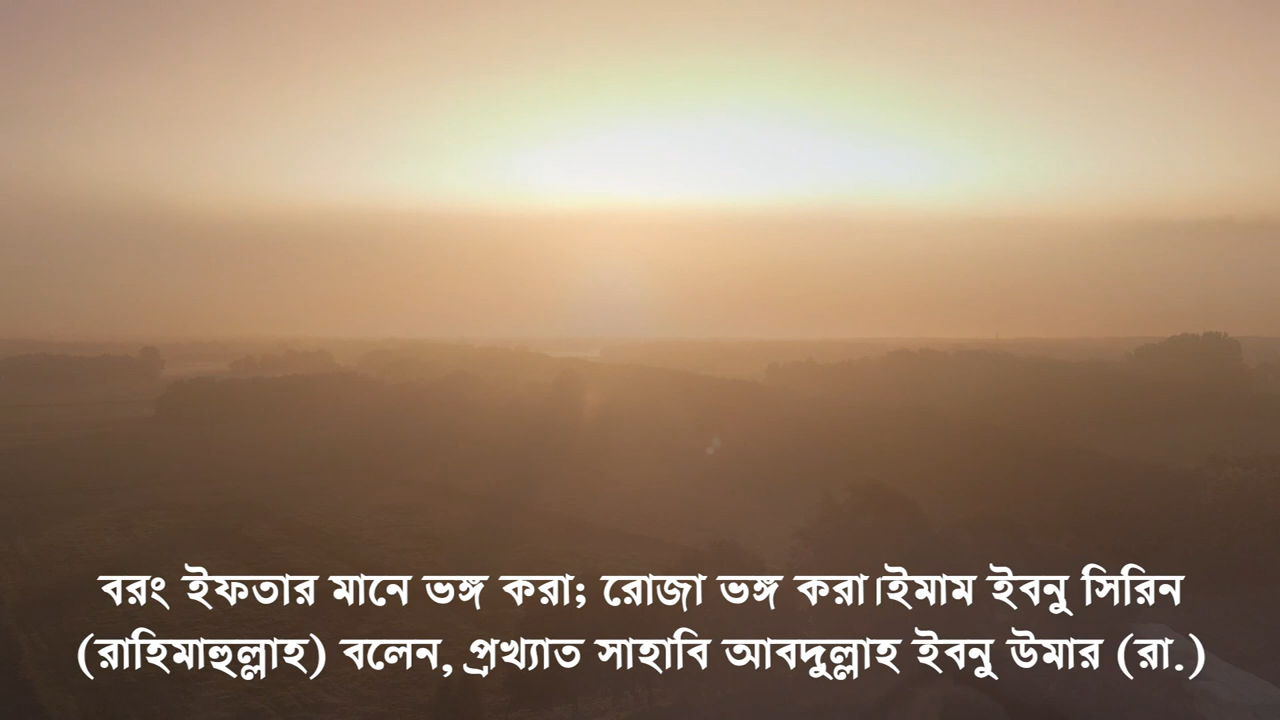 বরং ইফতার মানে ভঙ্গ করা; রোজা ভঙ্গ করা।ইমাম ইবনু সিরিন
(রাহিমাহুল্লাহ) বলেন, প্রখ্যাত সাহাবি আবদুল্লাহ ইবনু উমার (রা.)